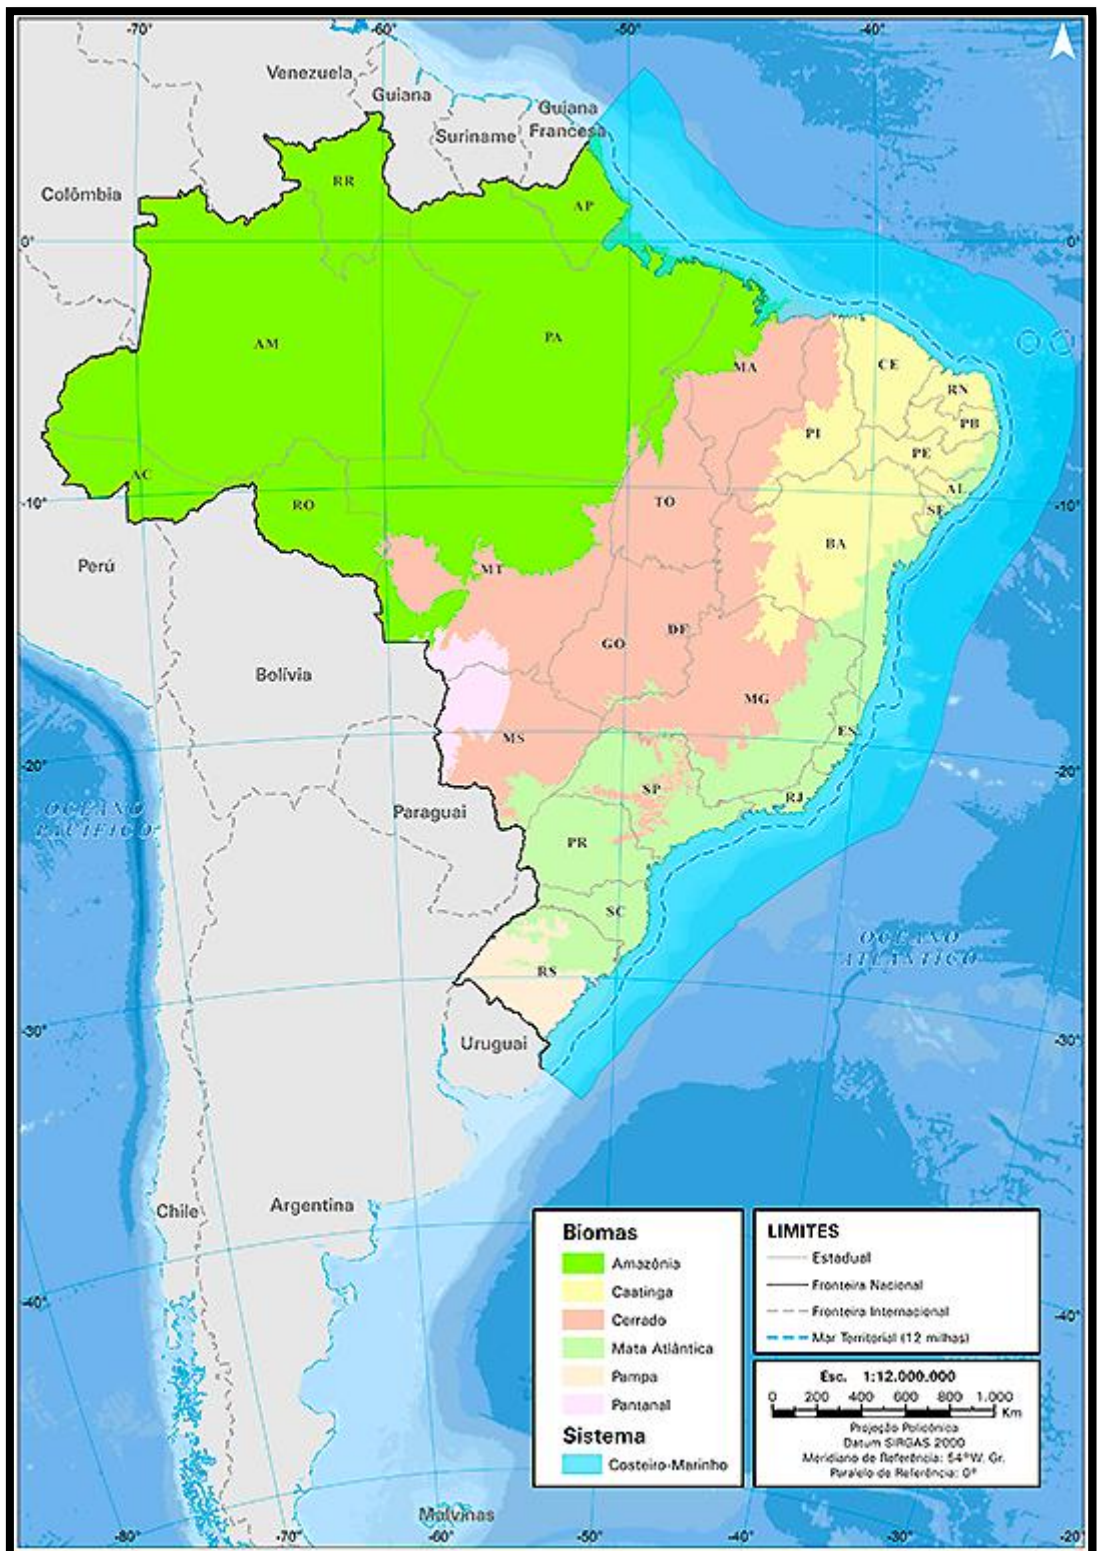 -70°
-60°
-50°
-40°
Venezuela
Guiana
Suriname
Guiana
Francesa
Colômbia
RR
AP
0°
0°
AM
PA
MA
CE
RN
PB
PI
PE
AC
AL
SE
-10°
-10°
RO
TO
BA
Perú
MT
GO
DF
Bolívia
MG
MS
ES
-20°
-20°
SP
RJ
OCEANO
PACÍFICO
Paraguai
PR
SC
OCEANO
ATLÂNTICO
RS
-30°
-30°
Uruguai
Chile
Argentina
-40°
-40°
Biomas
Amazônia
Caatinga
Cerrado
Mata Atlântica
Pampa
Pantanal
Sistema
Costeiro-Marinho
LIMITES
Estadual
Fronteira Nacional
Fronteira Internacional
Mar Territorial (12 milhas)
Esc. 1:12.000.000
0 200 400 600 800 1.000
Km
Projeção Policônica
Datum SIRGAS 2000
Meridiano de Referência: 54°W. Gr.
Paralelo de Referência: 0°
Malvinas
-80°
-70°
-60°
-50°
-40°
-30°
-20°